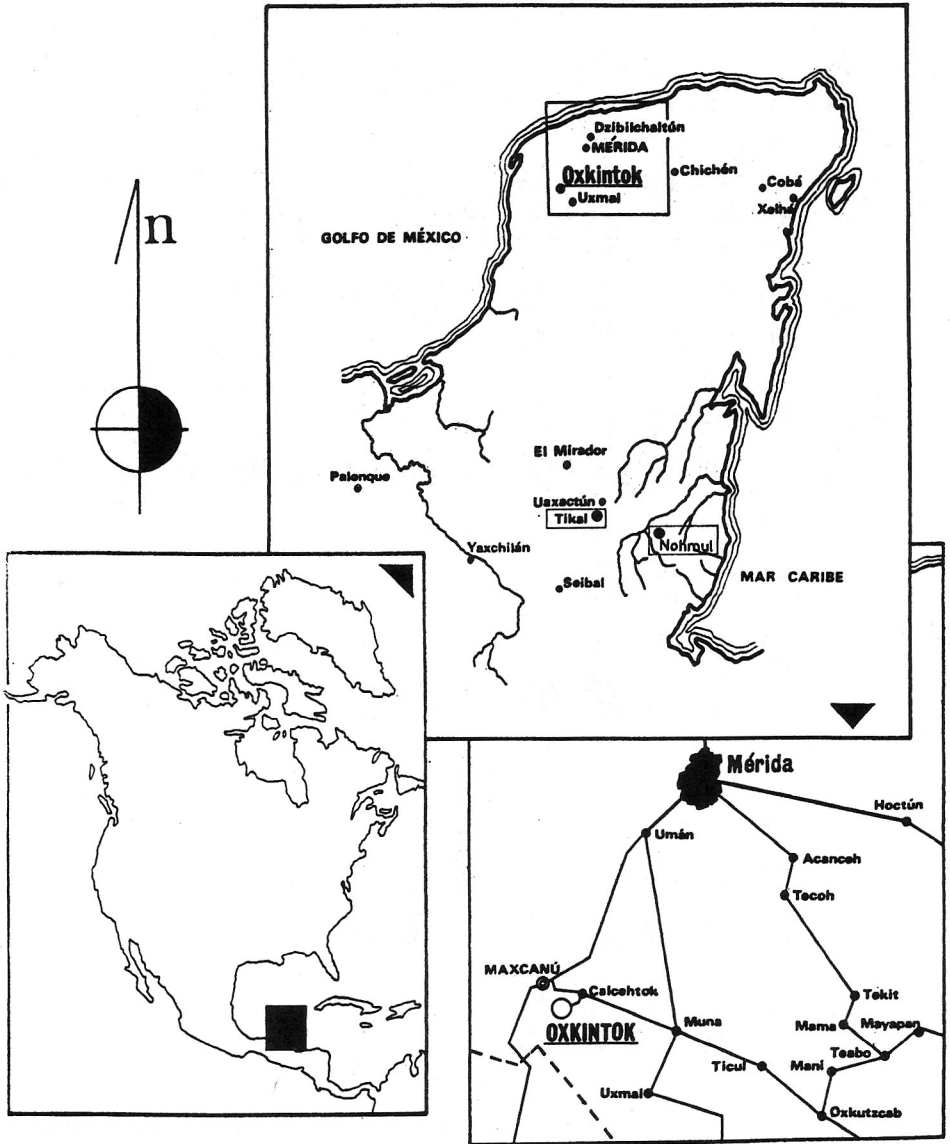 n
Dzibilchaltún
MÉRIDA
Oxkintok
Chichén
Uxmal
Cobá
Xelhá
GOLFO DE MÉXICO
El Mirador
Palenque
Uaxactún
Tikal
Nohmul
Yaxchilán
Seibal
MAR CARIBE
Mérida
Hoctún
Umán
Acanceh
Tecoh
MAXCANÚ
Calcehtok
OXKINTOK
Tekit
Muna
Mama
Mayapan
Teabo
Ticul
Maní
Uxmal
Oxkutzcab